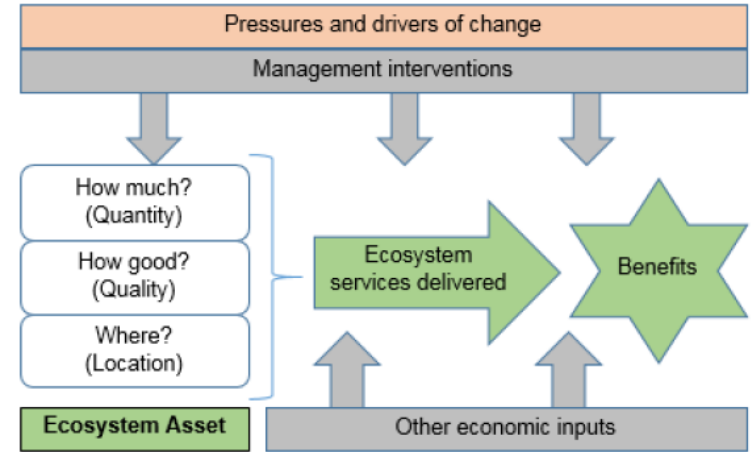 Pressures and drivers of change
Management interventions
How much?
(Quantity)
How good?
(Quality)
Where?
(Location)
Ecosystem
services delivered
Benefits
Ecosystem Asset
Other economic inputs